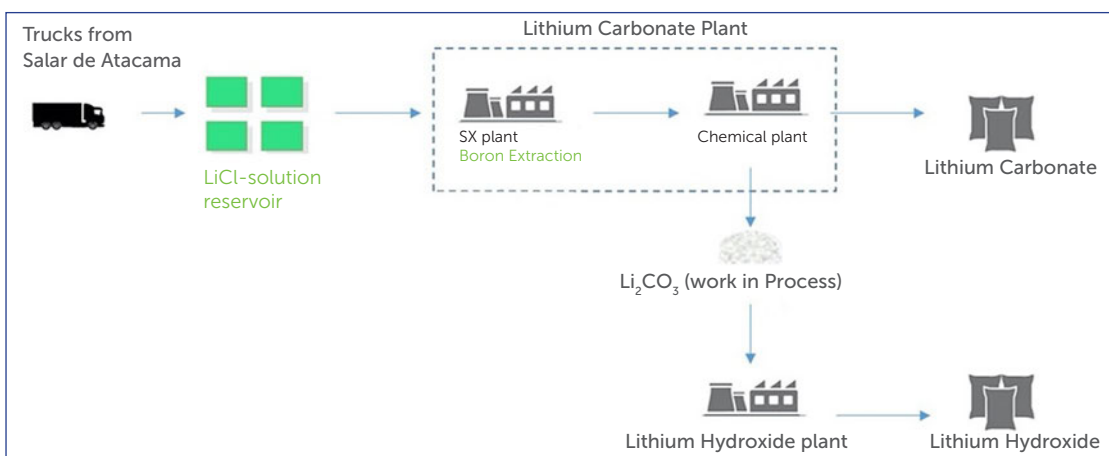 Trucks from
Salar de Atacama
Lithium Carbonate Plant
SX plant
Boron Extraction
Chemical plant
LiCl-solution
reservoir
Lithium Carbonate
Li₂CO₃ (work in Process)
Lithium Hydroxide plant
Lithium Hydroxide